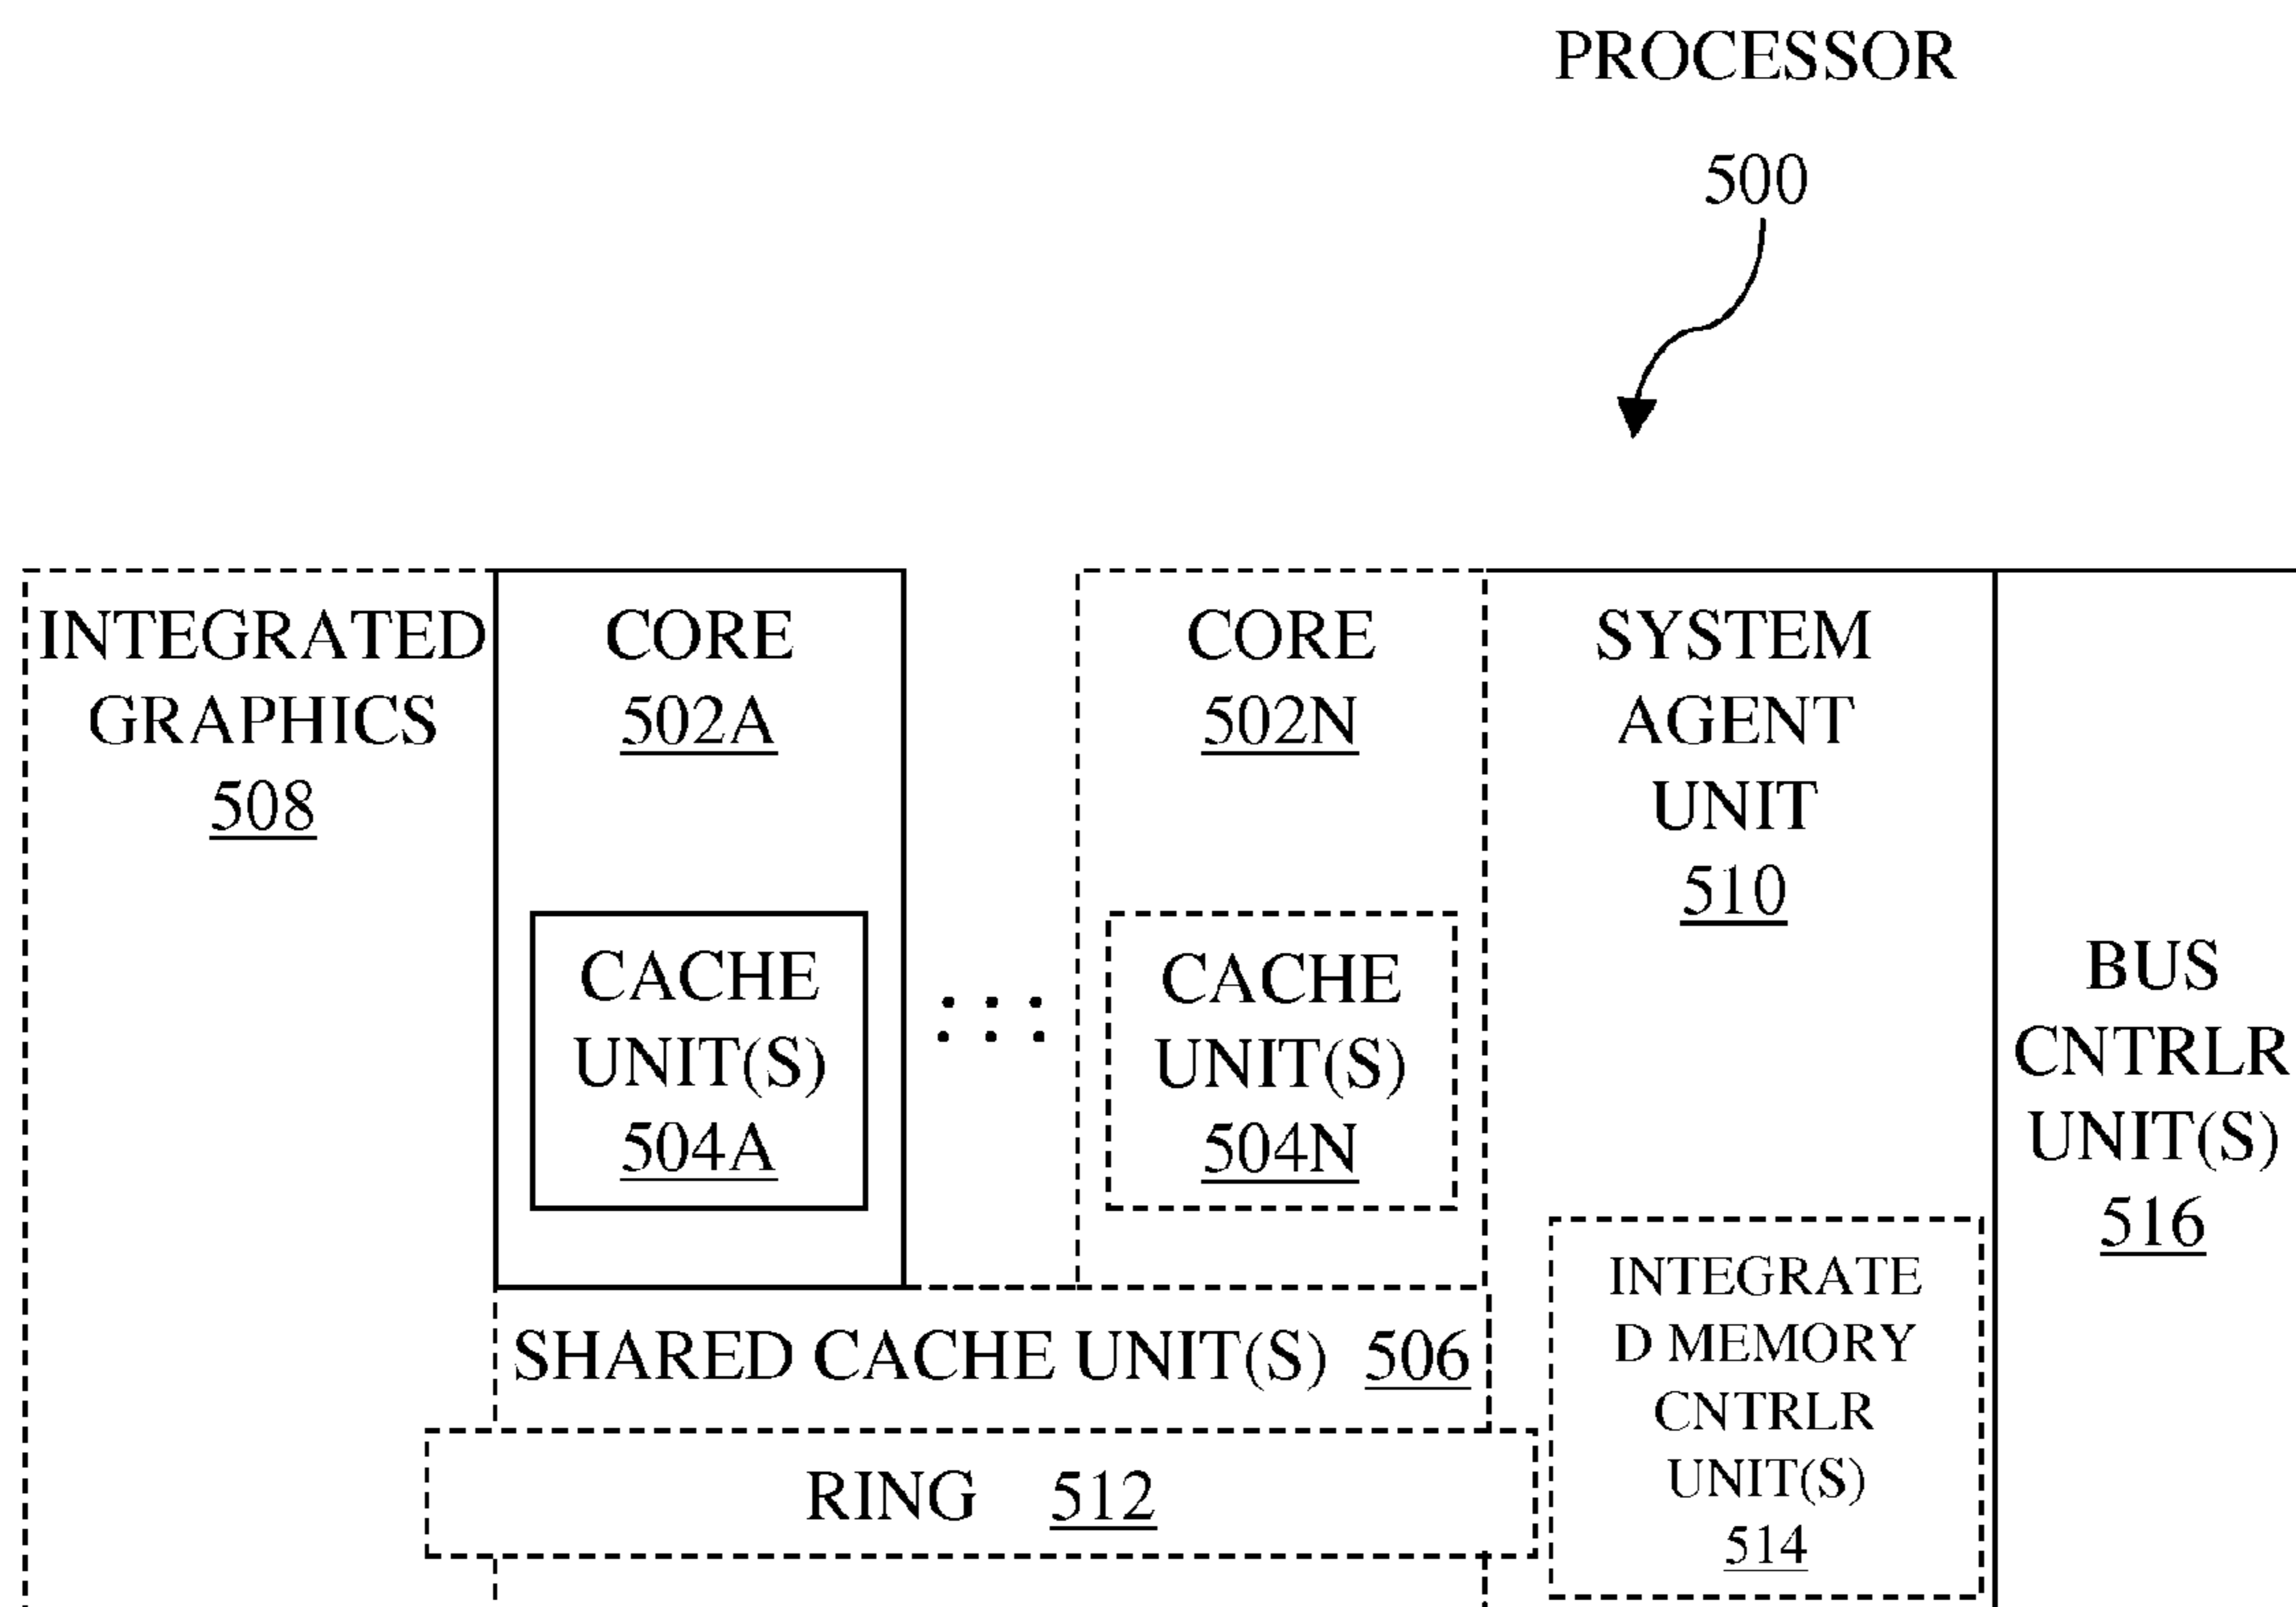 PROCESSOR
500
INTEGRATED
GRAPHICS
508
CORE
502A
CACHE
UNIT(S)
504A
CORE
502N
CACHE
UNIT(S)
504N
SYSTEM
AGENT
UNIT
510
BUS
CNTRLR
UNIT(S)
516
INTEGRATE
D MEMORY
CNTRLR
UNIT(S)
514
SHARED CACHE UNIT(S) 506
RING 512